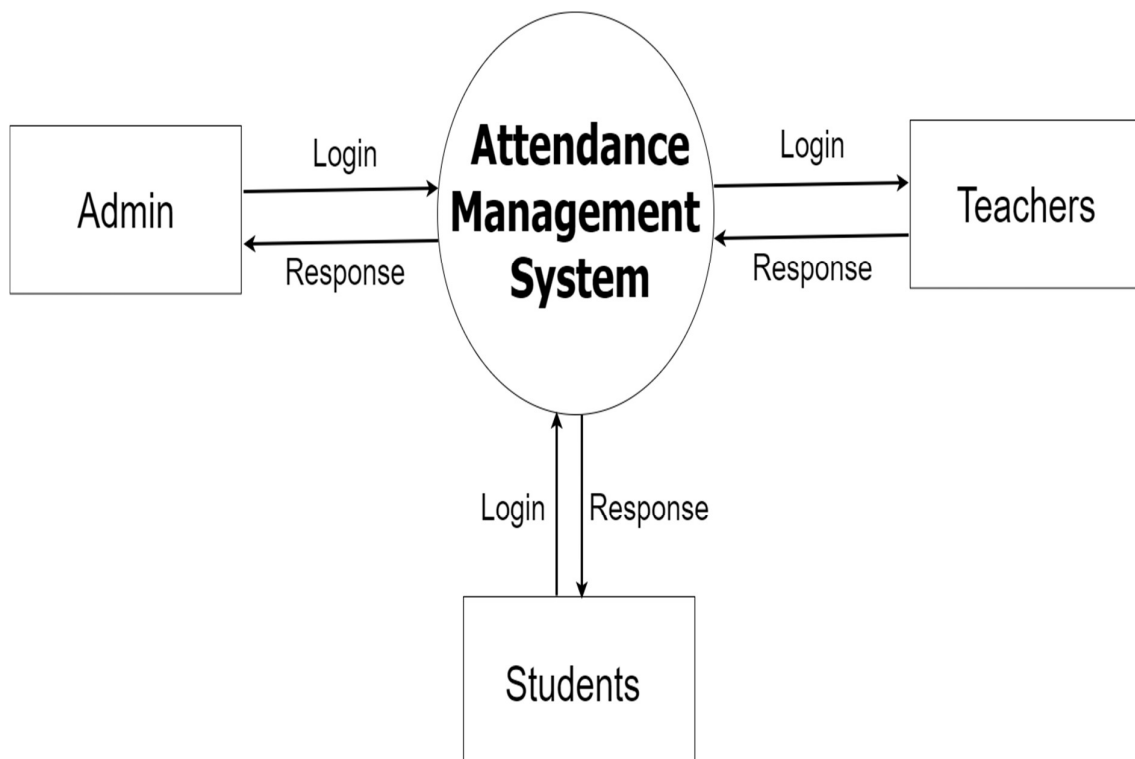 Attendance
Management
System
Admin
Login
Response
Login
Response
Teachers
Login
Response
Students